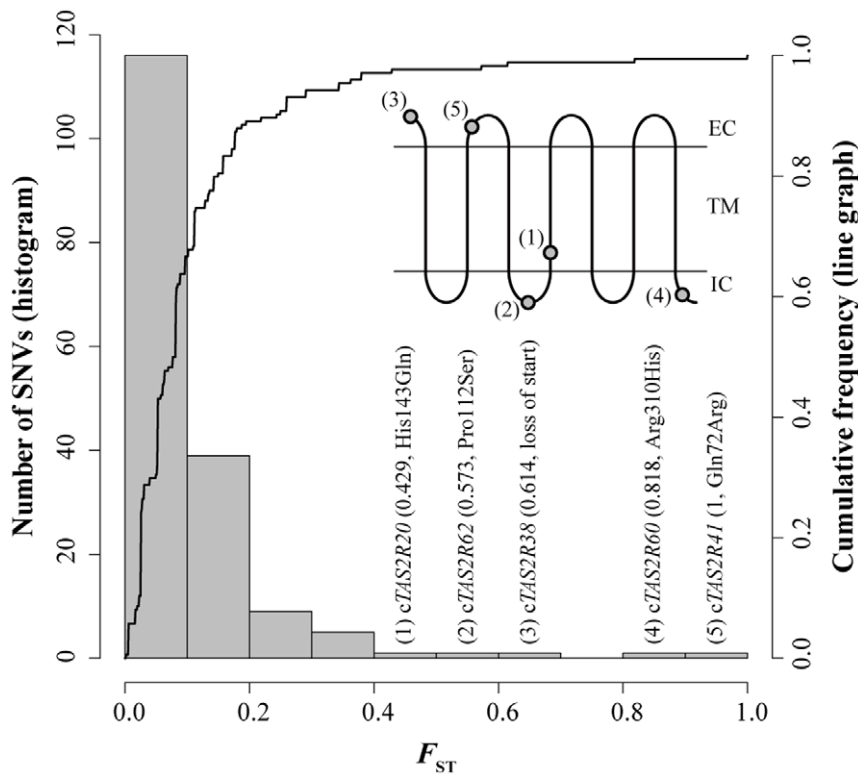 120
100
80
60
40
20
0
Number of SNVs (histogram)
1.0
0.8
0.6
0.4
0.2
0.0
Cumulative frequency (line graph)
0.0 0.2 0.4 0.6 0.8 1.0
FST
(3)
(5)
(1)
(2)
(4)
EC
TM
IC
(1) cTAS2R20 (0.429, His143Gln)
(2) cTAS2R62 (0.573, Pro112Ser)
(3) cTAS2R38 (0.614, loss of start)
(4) cTAS2R60 (0.818, Arg310His)
(5) cTAS2R41 (1, Gln72Arg)